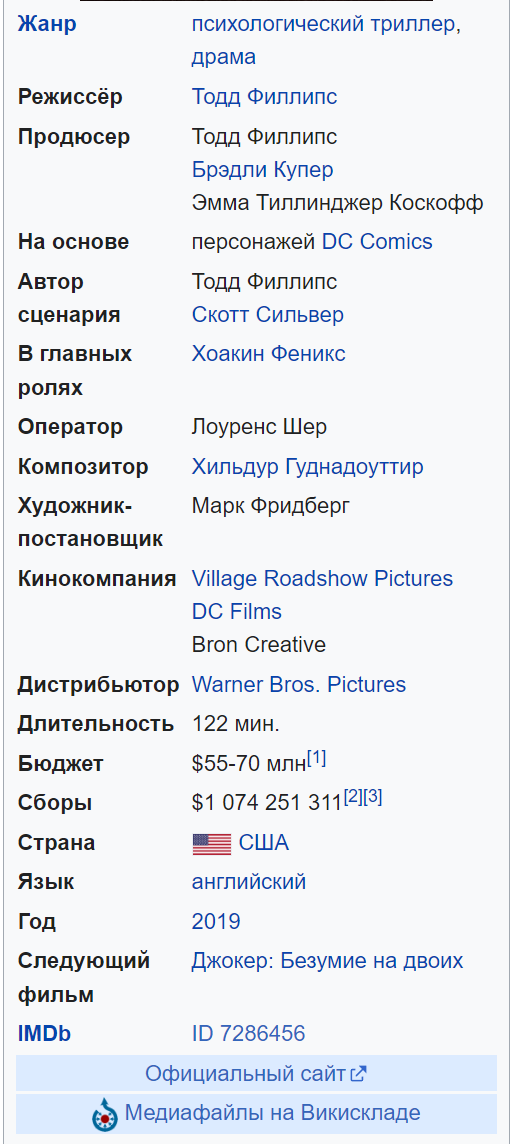 Жанр психологический триллер,
драма
Режиссёр Тодд Филлипс
Продюсер Тодд Филлипс
Брэдли Купер
Эмма Тиллинджер Коскофф
На основе персонажей DC Comics
Автор Тодд Филлипс
сценария Скотт Сильвер
В главных Хоакин Феникс
ролях
Оператор Лоуренс Шер
Композитор Хильдур Гуднадоуттир
Художник- Марк Фридберг
постановщик
Кинокомпания Village Roadshow Pictures
DC Films
Bron Creative
Дистрибьютор Warner Bros. Pictures
Длительность 122 мин.
Бюджет $55-70 млн[1]
Сборы $1 074 251 311[2][3]
Страна США
Язык английский
Год 2019
Следующий Джокер: Безумие на двоих
фильм
IMDb ID 7286456
Официальный сайт
Медиафайлы на Викискладе